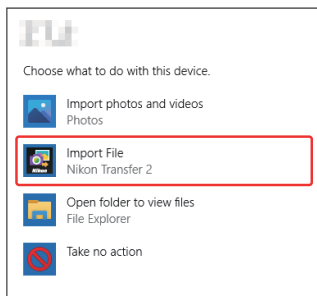 Choose what to do with this device.
Import photos and videos
Photos
Import File
Nikon Transfer 2
Nikon
Open folder to view files
File Explorer
Take no action